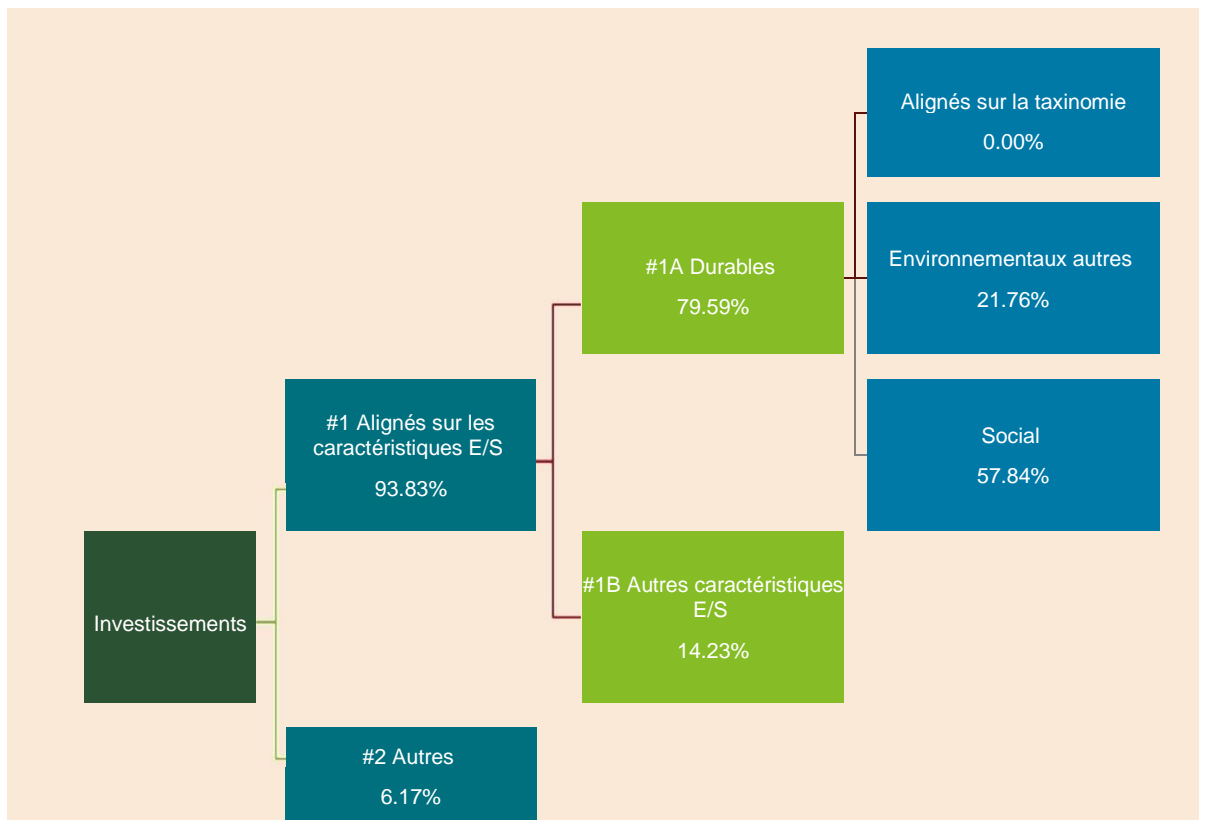 Alignés sur la taxinomie
0.00%
#1A Durables
79.59%
Environnementaux autres
21.76%
#1 Alignés sur les
caractéristiques E/S
93.83%
Social
57.84%
Investissements
#1B Autres caractéristiques
E/S
14.23%
#2 Autres
6.17%